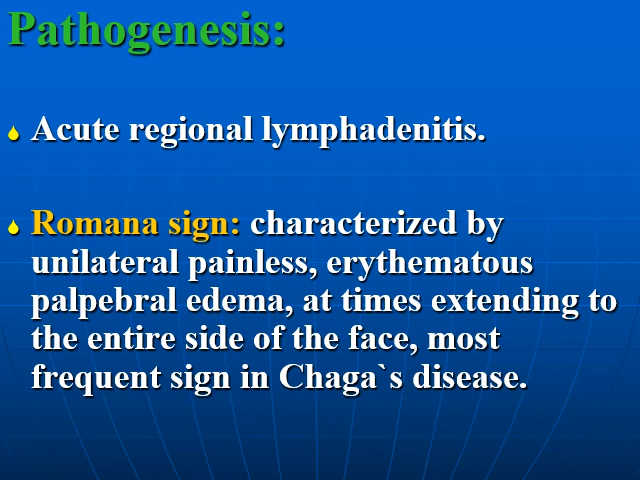 Pathogenesis:
Acute regional lymphadenitis.
Romana sign: characterized by
unilateral painless, erythematous
palpebral edema, at times extending to
the entire side of the face, most
frequent sign in Chaga`s disease.